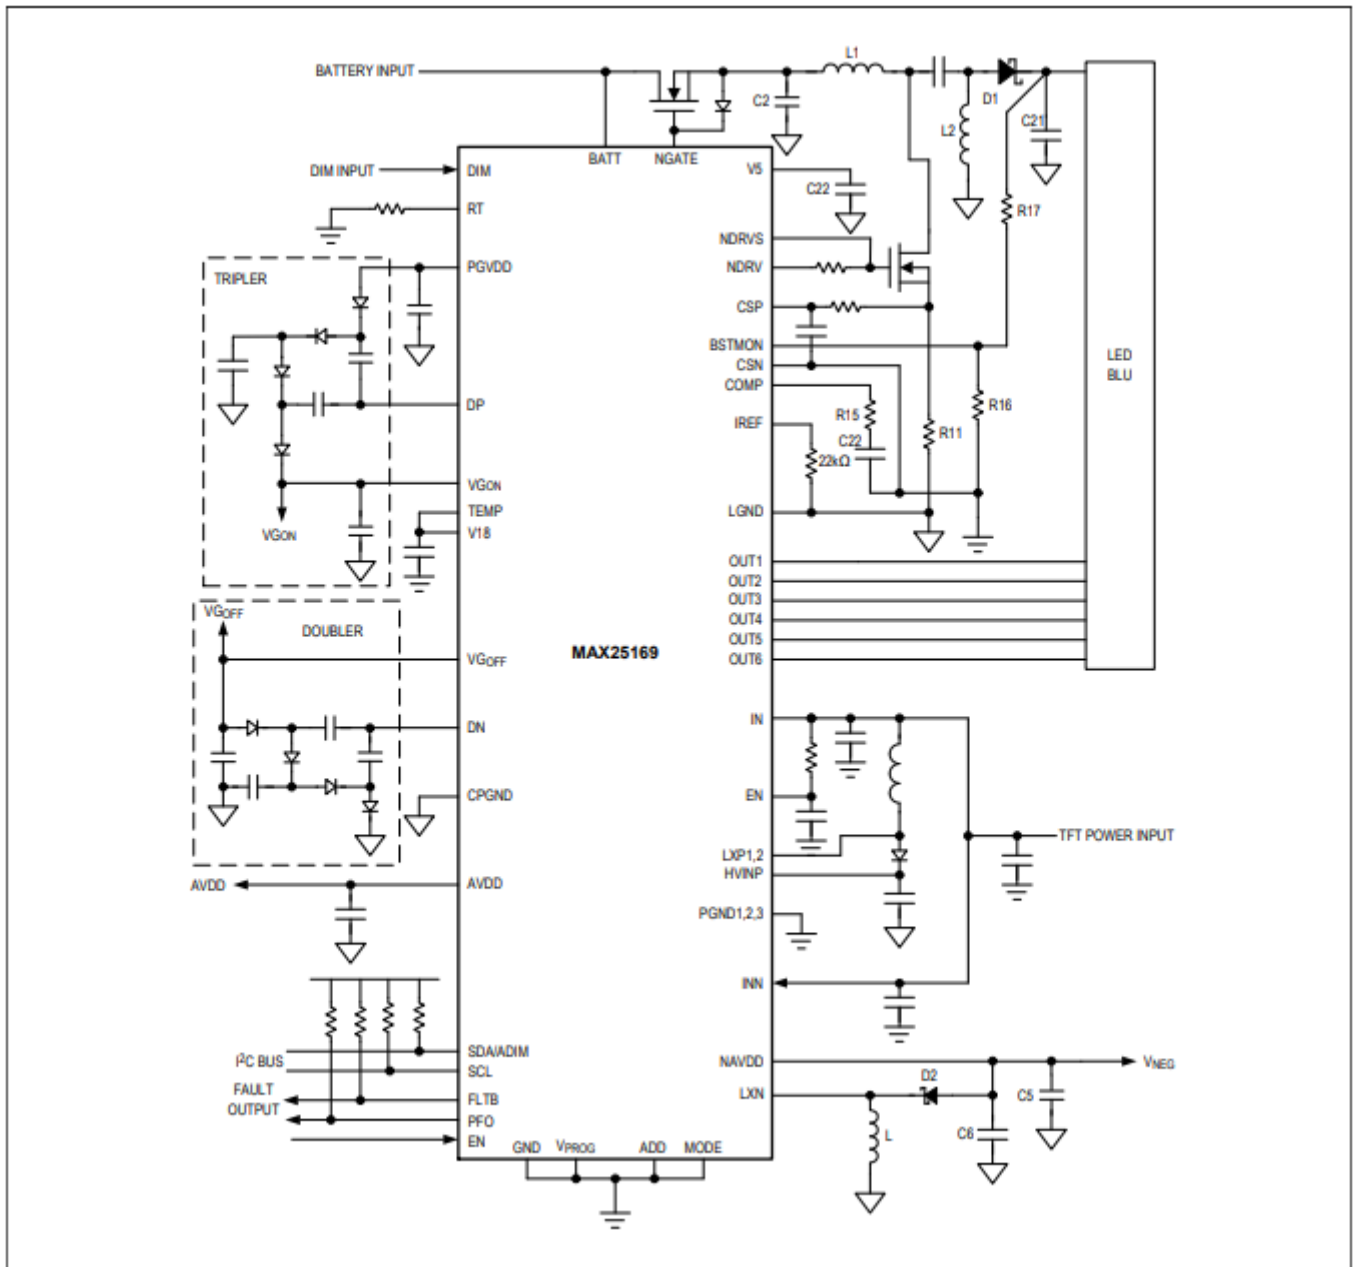 L1
BATTERY INPUT
C2
D1
L2
C21
BATT
NGATE
DIM INPUT
DIM
V5
C22
RT
R17
NDRVS
PGVDD
NDRV
TRIPLER
CSP
BSTMON
CSN
LED
BLU
COMP
DP
R15
R16
IREF
C22
R11
22kΩ
VGON
TEMP
LGND
V18
VGON
OUT1
OUT2
OUT3
VGOFF
OUT4
DOUBLER
OUT5
MAX25169
VGOFF
OUT6
IN
DN
EN
CPGND
TFT POWER INPUT
LXP1,2
HVINP
AVDD
AVDD
PGND1,2,3
INN
SDA/ADIM
I²C BUS
NAVDD
VNEG
SCL
D2
FAULT
OUTPUT
FLTB
LXN
C5
PFO
EN
L
C6
GND
VPROG
ADD
MODE